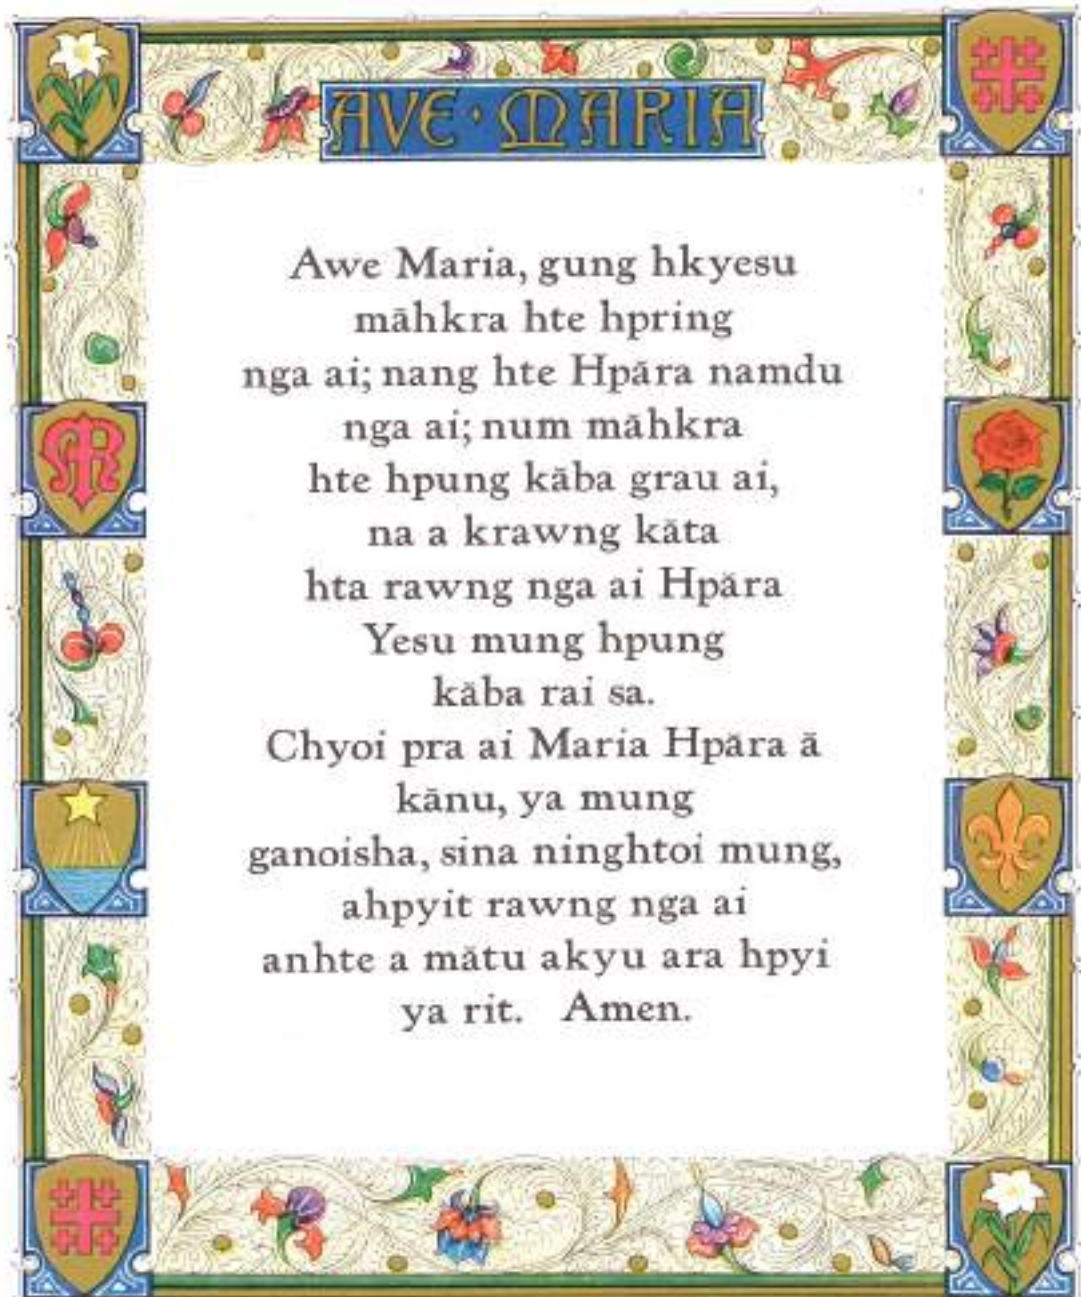 AVE · MARIA
Awe Maria, gung hkyesu
māhkra hte hpring
nga ai; nang hte Hpāra namdu
nga ai; num māhkra
hte hpung kāba grau ai,
na a krawng kāta
hta rawng nga ai Hpāra
Yesu mung hpung
kāba rai sa.
Chyoi pra ai Maria Hpāra ā
kānu, ya mung
ganoisha, sina ninghtoi mung,
ahpyit rawng nga ai
anhte a mātu akyu ara hpyi
ya rit. Amen.